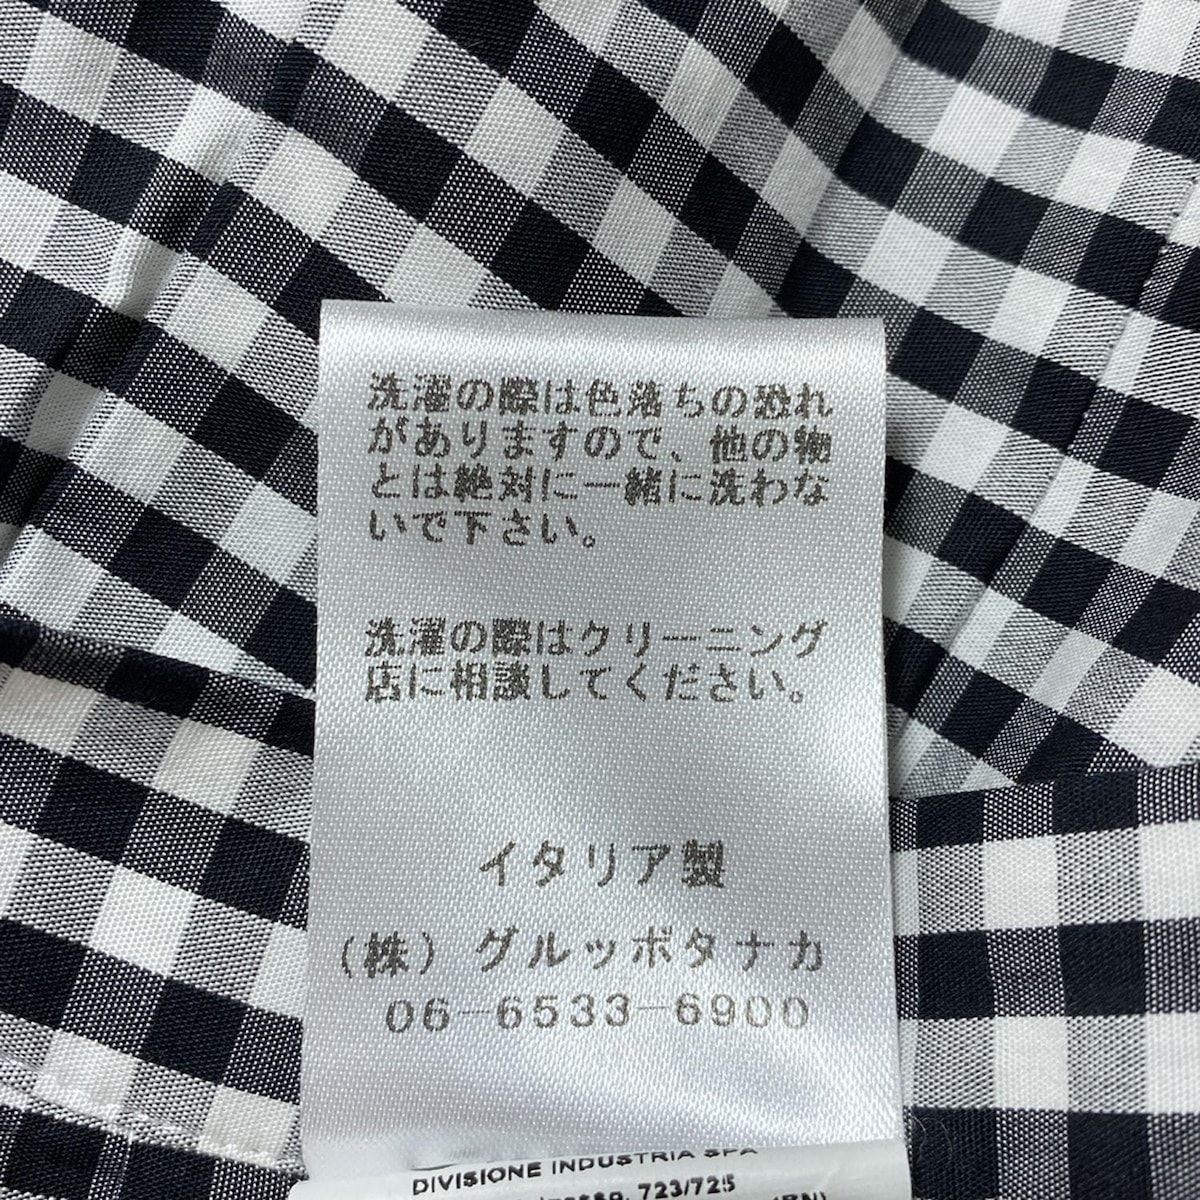 洗濯の際は色落ちの恐れ
がありますので、他の物
とは絶対に一緒に洗わな
いで下さい。
洗濯の際はクリーニング
店に相談してください。
イタリア製
(株)グルッポタナカ
06-6533-6900
DIVISIONE INDUSTRIA SPA
723/725
(RN)